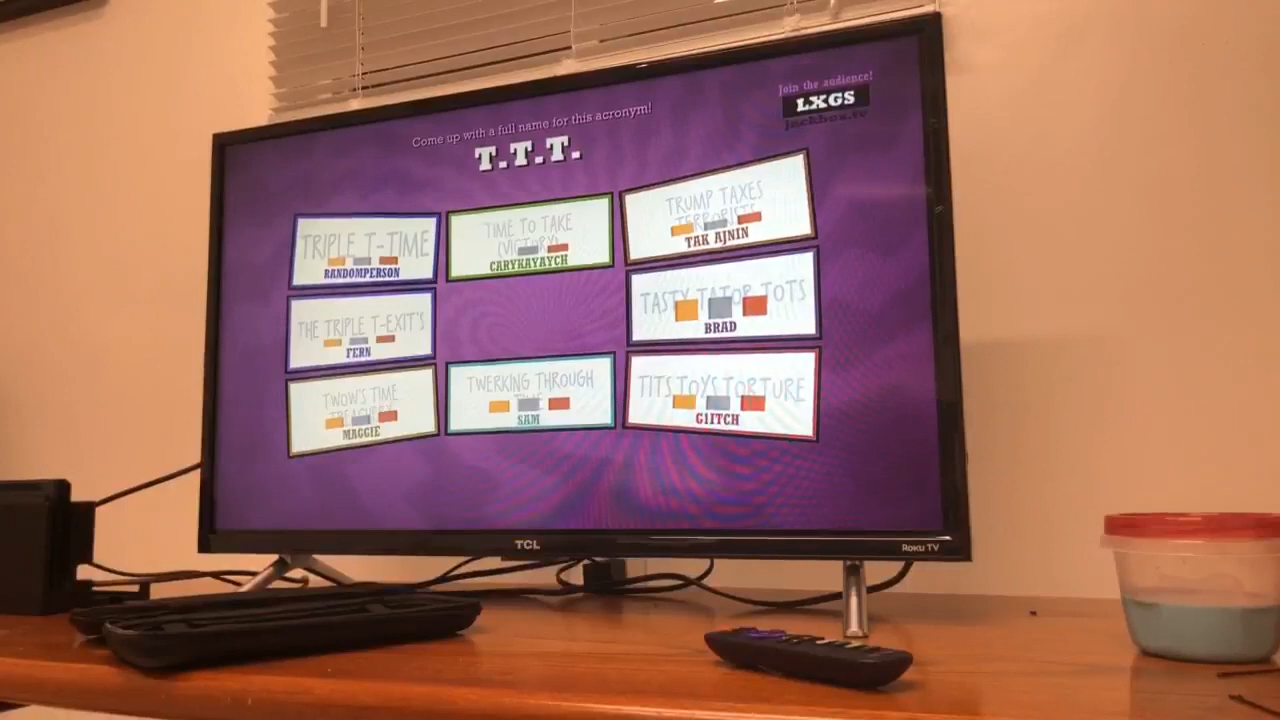 Join the audience!
LXGS
jackbox.tv
Come up with a full name for this acronym!
T.T.T.
TRIPLE T-TIME
RANDOMPERSON
TIME TO TAKE
(VICTORY)
CARYKAYAYCH
TRUMP TAXES
TERRORISTS
TAK AJNIN
THE TRIPLE T-EXIT'S
FERN
TASTY TATOR TOTS
BRAD
TWOW'S TIME
TREACHERY
MAGGIE
TWERKING THROUGH
TIME
SAM
TITS TOYS TORTURE
G1ITCH
TCL
Roku TV